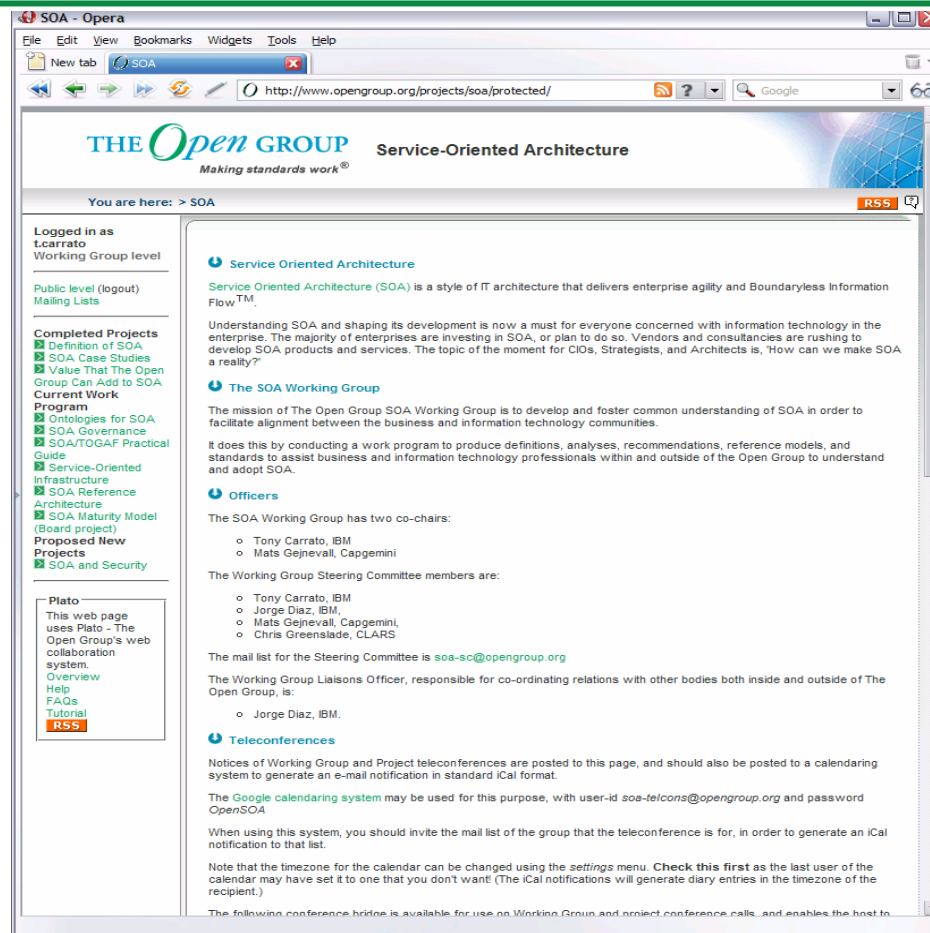 SOA - Opera
File Edit View Bookmarks Widgets Tools Help
New tab SOA
http://www.opengroup.org/projects/soa/protected/ ? Google
THE Open GROUP
Making standards work®
Service-Oriented Architecture
You are here: > SOA
RSS
Logged in as
t.carrato
Working Group level
Public level (logout)
Mailing Lists
Completed Projects
Definition of SOA
SOA Case Studies
Value That The Open
Group Can Add to SOA
Current Work
Program
Ontologies for SOA
SOA Governance
SOA/TOGAF Practical
Guide
Service-Oriented
Infrastructure
SOA Reference
Architecture
SOA Maturity Model
(Board project)
Proposed New
Projects
SOA and Security
Plato
This web page
uses Plato - The
Open Group's web
collaboration
system.
Overview
Help
FAQs
Tutorial
RSS
Service Oriented Architecture
Service Oriented Architecture (SOA) is a style of IT architecture that delivers enterprise agility and Boundaryless Information
Flow™.
Understanding SOA and shaping its development is now a must for everyone concerned with information technology in the
enterprise. The majority of enterprises are investing in SOA, or plan to do so. Vendors and consultancies are rushing to
develop SOA products and services. The topic of the moment for CIOs, Strategists, and Architects is, 'How can we make SOA
a reality?'
The SOA Working Group
The mission of The Open Group SOA Working Group is to develop and foster common understanding of SOA in order to
facilitate alignment between the business and information technology communities.
It does this by conducting a work program to produce definitions, analyses, recommendations, reference models, and
standards to assist business and information technology professionals within and outside of the Open Group to understand
and adopt SOA.
Officers
The SOA Working Group has two co-chairs:
Tony Carrato, IBM
Mats Gejnevall, Capgemini
The Working Group Steering Committee members are:
Tony Carrato, IBM
Jorge Diaz, IBM,
Mats Gejnevall, Capgemini,
Chris Greenslade, CLARS
The mail list for the Steering Committee is soa-sc@opengroup.org
The Working Group Liaisons Officer, responsible for co-ordinating relations with other bodies both inside and outside of The
Open Group, is:
Jorge Diaz, IBM.
Teleconferences
Notices of Working Group and Project teleconferences are posted to this page, and should also be posted to a calendaring
system to generate an e-mail notification in standard iCal format.
The Google calendaring system may be used for this purpose, with user-id soa-telcons@opengroup.org and password
OpenSOA
When using this system, you should invite the mail list of the group that the teleconference is for, in order to generate an iCal
notification to that list.
Note that the timezone for the calendar can be changed using the settings menu. Check this first as the last user of the
calendar may have set it to one that you don't want! (The iCal notifications will generate diary entries in the timezone of the
recipient.)
The following conference bridge is available for use on Working Group and project conference calls, and enables the host to